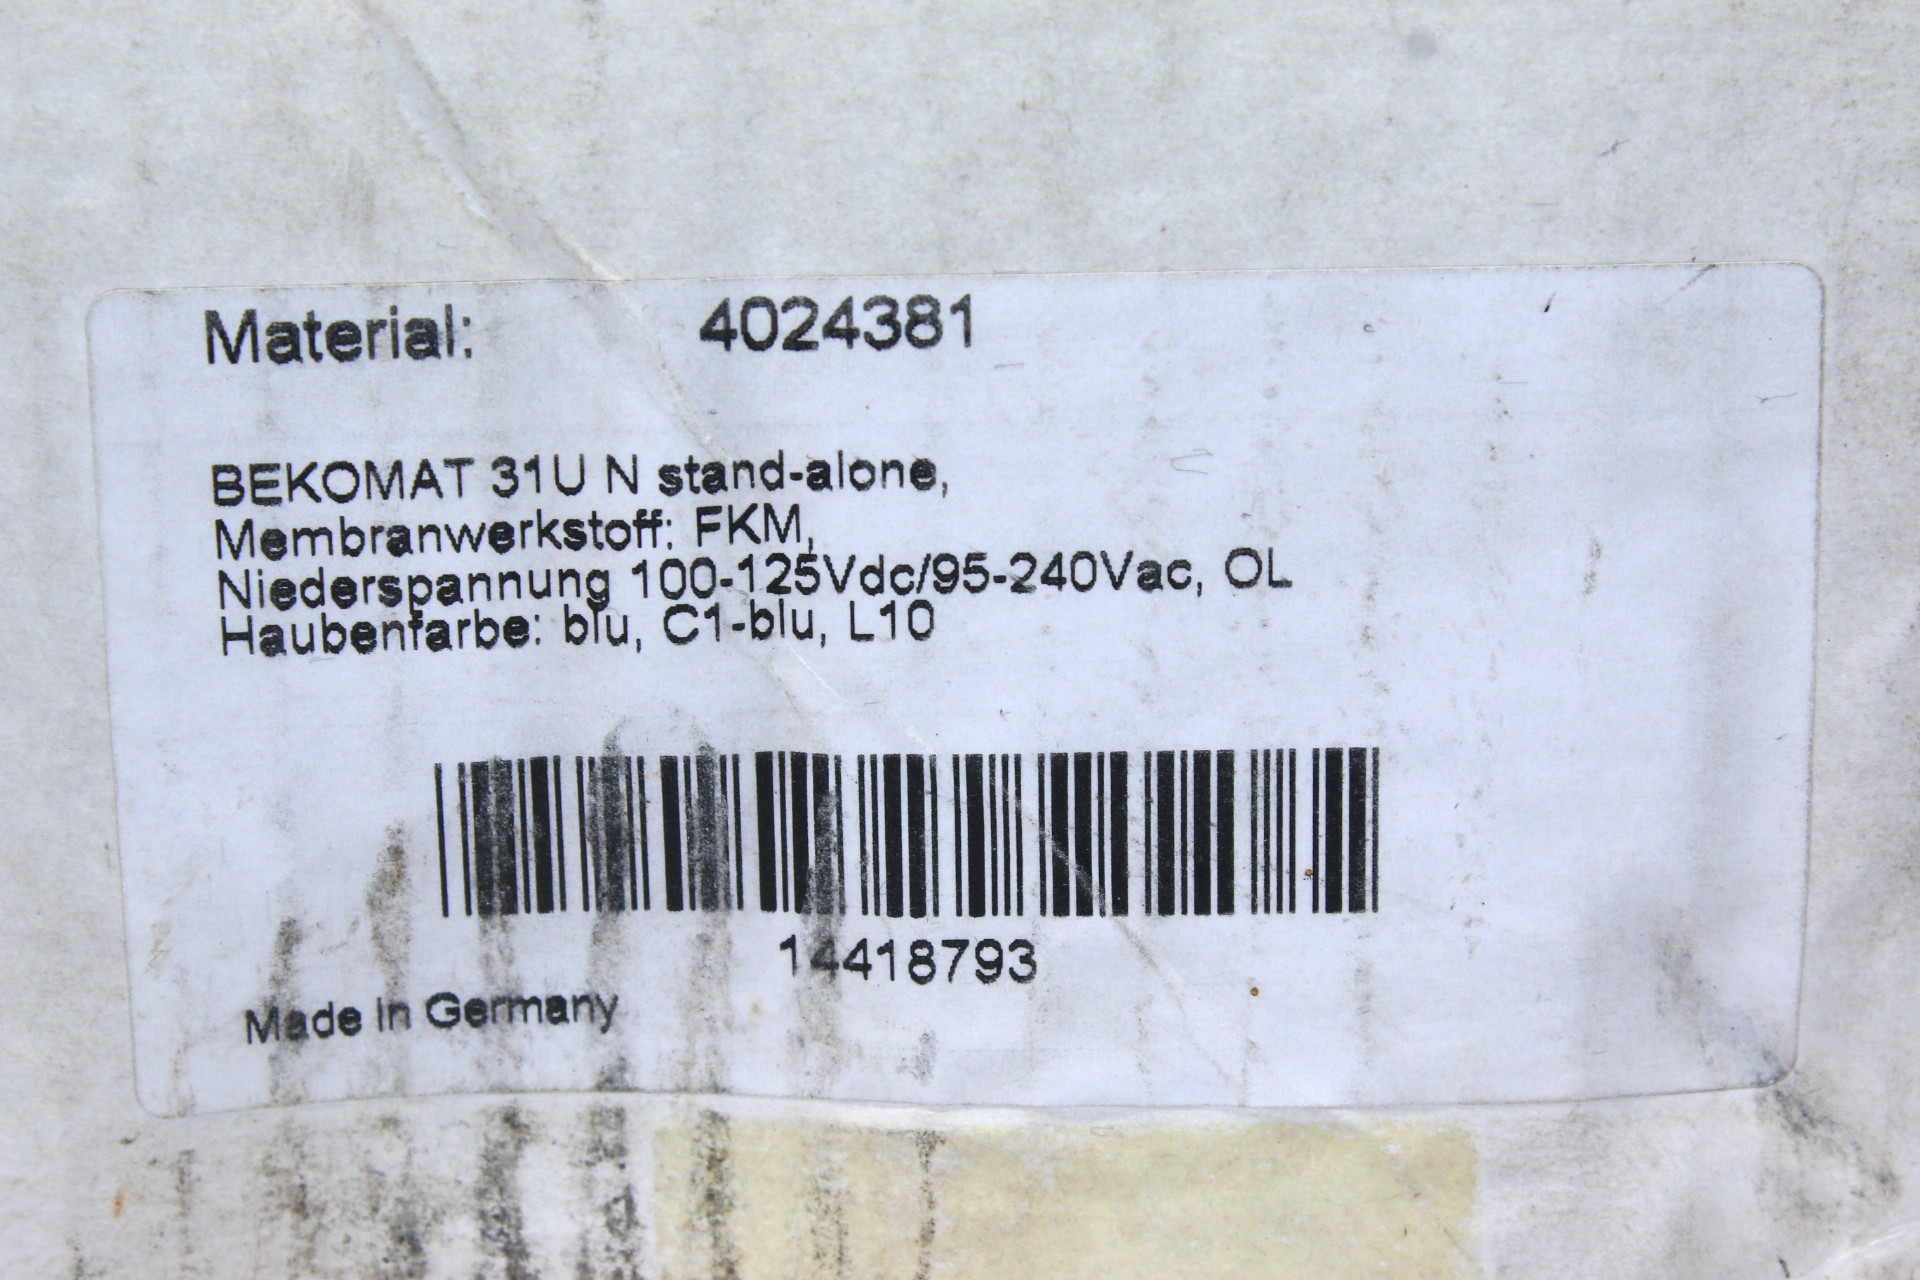 Material: 4024381
BEKOMAT 31U N stand-alone,
Membranwerkstoff: FKM,
Niederspannung 100-125Vdc/95-240Vac, OL
Haubenfarbe: blu, C1-blu, L10
14418793
Made in Germany